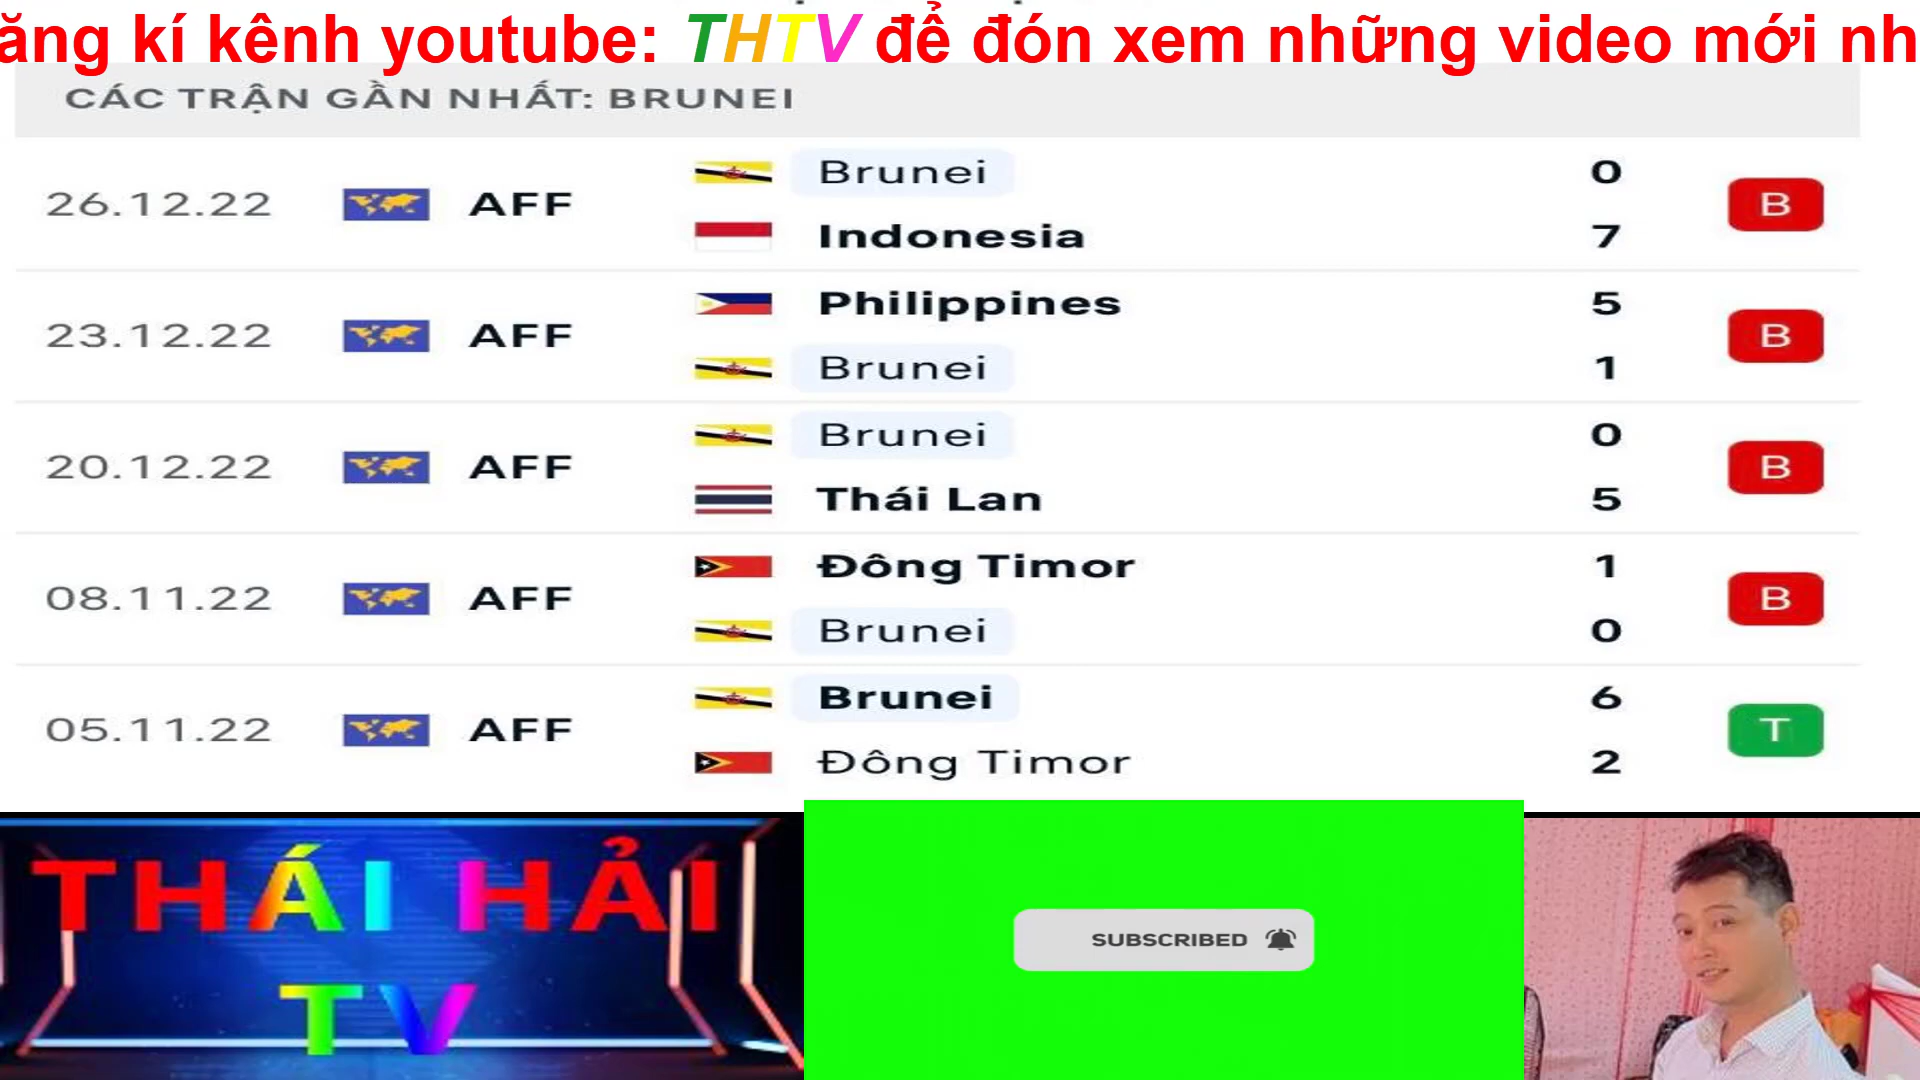 ăng kí kênh youtube: THTV để đón xem những video mới nh
CÁC TRẬN GẦN NHẤT: BRUNEI
26.12.22 AFF Brunei 0 B
Indonesia 7
23.12.22 AFF Philippines 5 B
Brunei 1
20.12.22 AFF Brunei 0 B
Thái Lan 5
08.11.22 AFF Đông Timor 1 B
Brunei 0
05.11.22 AFF Brunei 6 T
Đông Timor 2
THÁI HẢI
TV
SUBSCRIBED